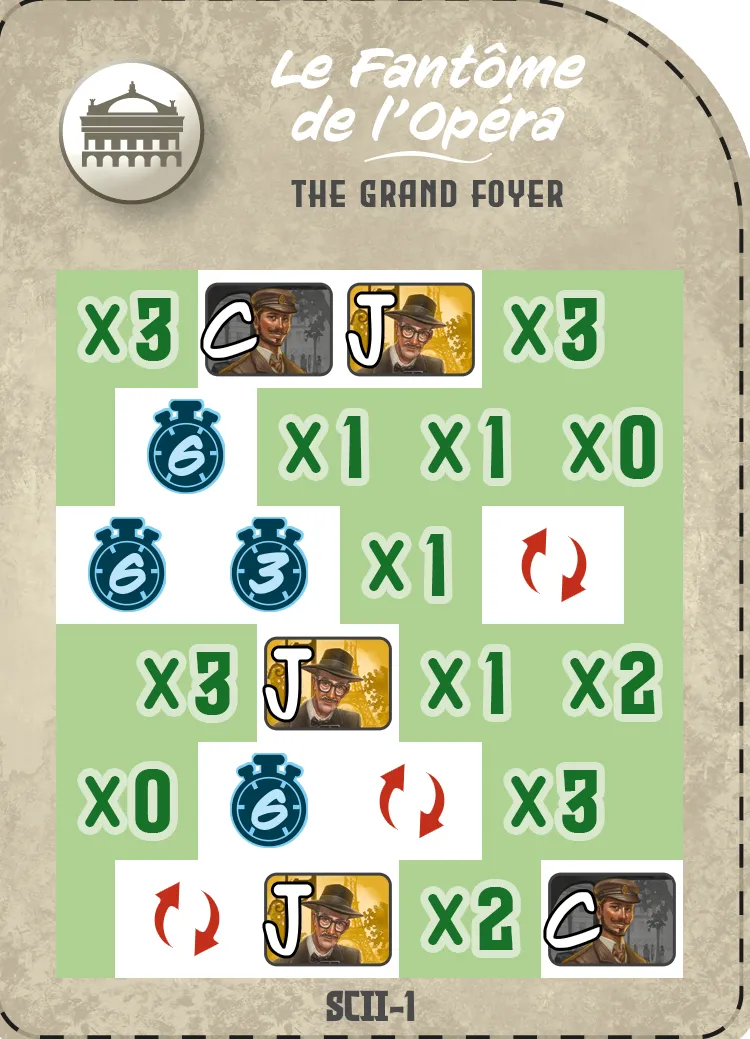 Le Fantôme
de l'Opéra
THE GRAND FOYER
X3 C J X3
6 X1 X1 X0
6 3 X1
X3 J X1 X2
X0 6 X3
J X2 C
SCII-1